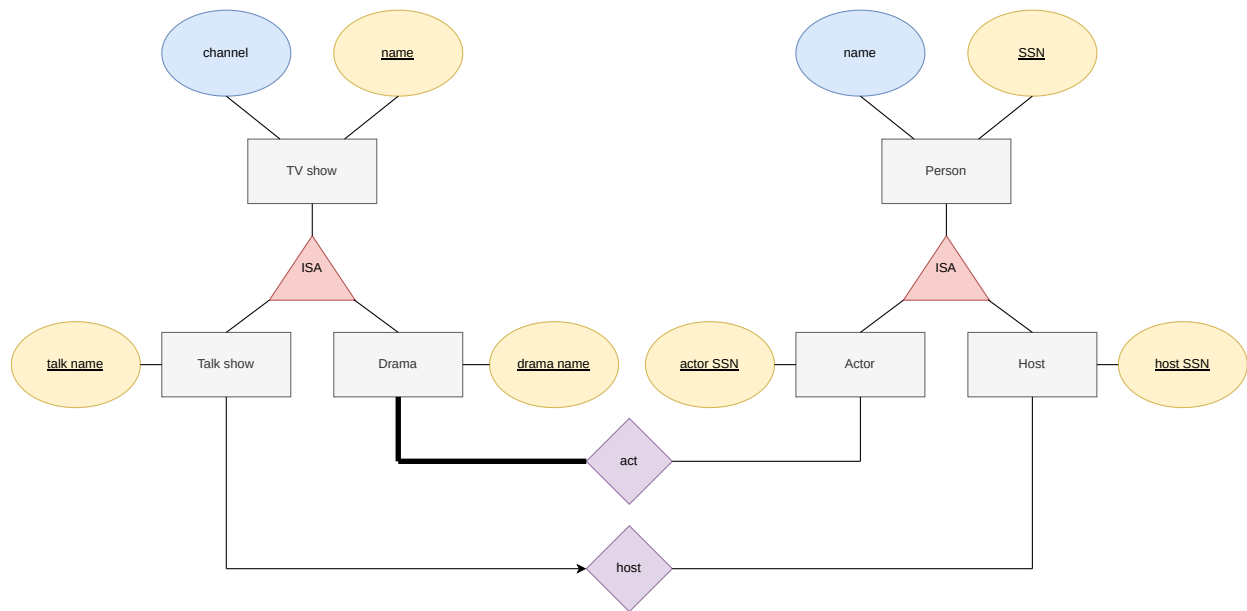 channel
name
name
SSN
TV show
Person
ISA
ISA
talk name
Talk show
Drama
drama name
actor SSN
Actor
Host
host SSN
act
host